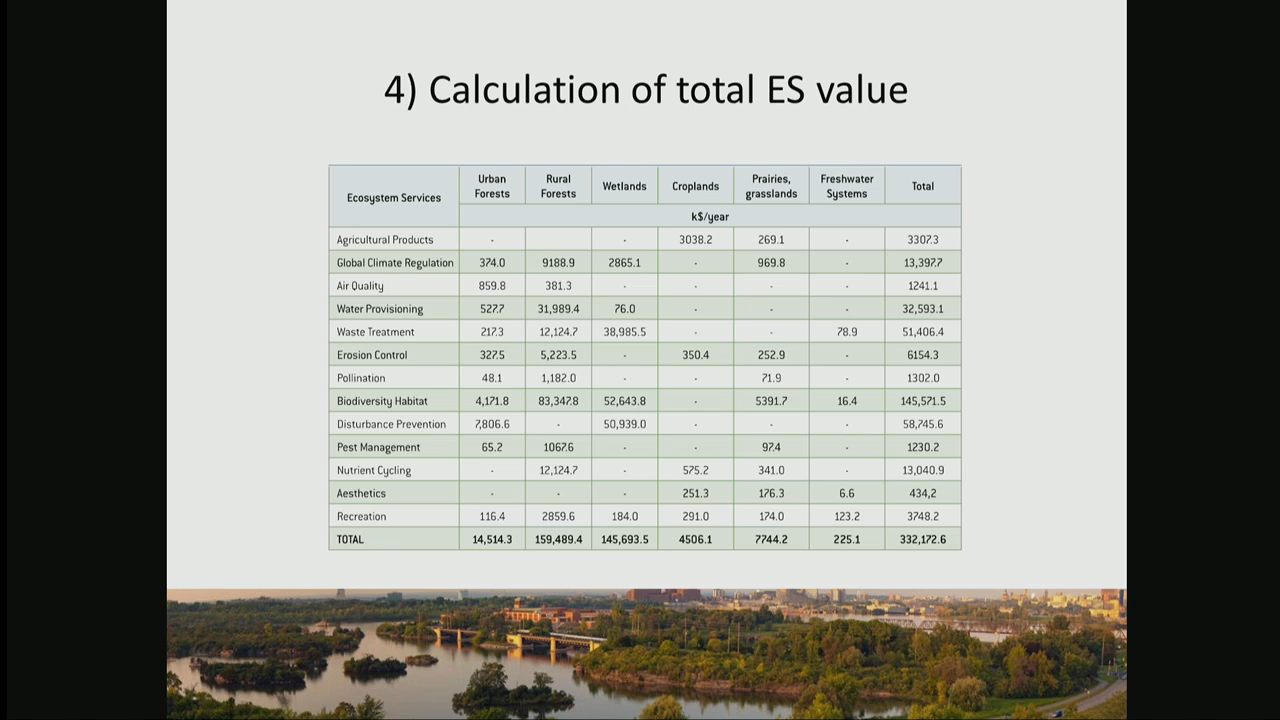 4) Calculation of total ES value
Ecosystem Services | Urban Forests | Rural Forests | Wetlands | Croplands | Prairies, grasslands | Freshwater Systems | Total
k$/year
Agricultural Products | - | | - | 3038.2 | 269.1 | - | 3307.3
Global Climate Regulation | 374.0 | 9188.9 | 2865.1 | - | 969.8 | - | 13,397.7
Air Quality | 859.8 | 381.3 | - | - | - | - | 1241.1
Water Provisioning | 527.7 | 31,989.4 | 76.0 | - | - | - | 32,593.1
Waste Treatment | 217.3 | 12,124.7 | 38,985.5 | - | - | 78.9 | 51,406.4
Erosion Control | 327.5 | 5,223.5 | - | 350.4 | 252.9 | - | 6154.3
Pollination | 48.1 | 1,182.0 | - | - | 71.9 | - | 1302.0
Biodiversity Habitat | 4,171.8 | 83,347.8 | 52,643.8 | - | 5391.7 | 16.4 | 145,571.5
Disturbance Prevention | 7,806.6 | - | 50,939.0 | - | - | - | 58,745.6
Pest Management | 65.2 | 1067.6 | - | - | 97.4 | - | 1230.2
Nutrient Cycling | - | 12,124.7 | - | 575.2 | 341.0 | - | 13,040.9
Aesthetics | - | - | - | 251.3 | 176.3 | 6.6 | 434,2
Recreation | 116.4 | 2859.6 | 184.0 | 291.0 | 174.0 | 123.2 | 3748.2
TOTAL | 14,514.3 | 159,489.4 | 145,693.5 | 4506.1 | 7744.2 | 225.1 | 332,172.6